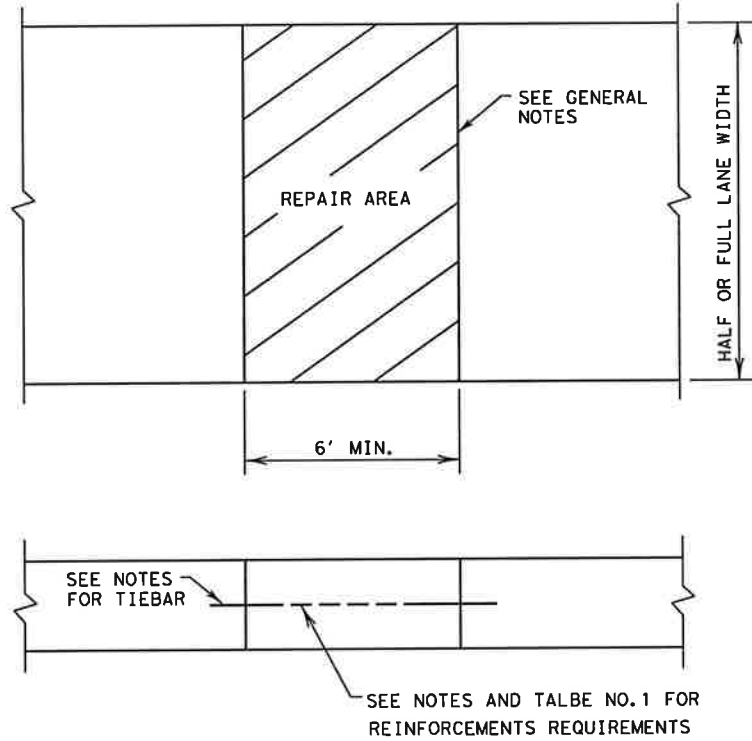 SEE GENERAL
NOTES
REPAIR AREA
HALF OR FULL LANE WIDTH
6' MIN.
SEE NOTES
FOR TIEBAR
SEE NOTES AND TALBE NO.1 FOR
REINFORCEMENTS REQUIREMENTS